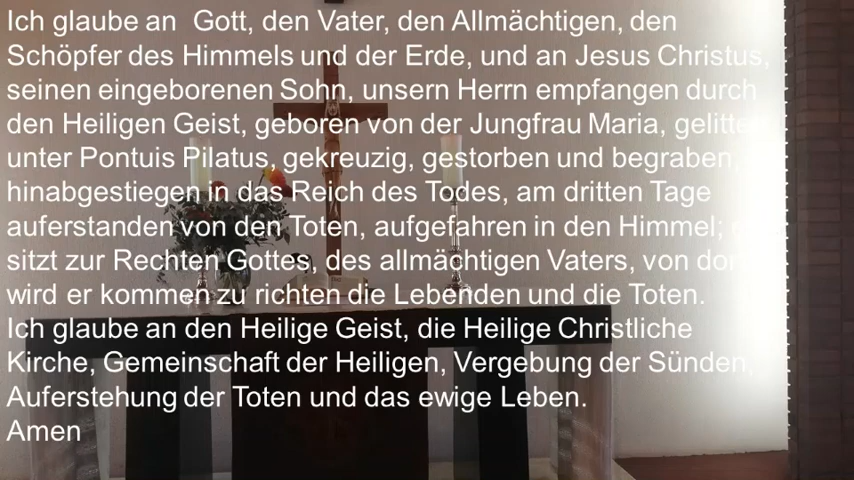 Ich glaube an Gott, den Vater, den Allmächtigen, den
Schöpfer des Himmels und der Erde, und an Jesus Christus,
seinen eingeborenen Sohn, unsern Herrn empfangen durch
den Heiligen Geist, geboren von der Jungfrau Maria, gelitten
unter Pontuis Pilatus, gekreuzig, gestorben und begraben,
hinabgestiegen in das Reich des Todes, am dritten Tage
auferstanden von den Toten, aufgefahren in den Himmel;
sitzt zur Rechten Gottes, des allmächtigen Vaters, von dort
wird er kommen zu richten die Lebenden und die Toten.
Ich glaube an den Heilige Geist, die Heilige Christliche
Kirche, Gemeinschaft der Heiligen, Vergebung der Sünden,
Auferstehung der Toten und das ewige Leben.
Amen